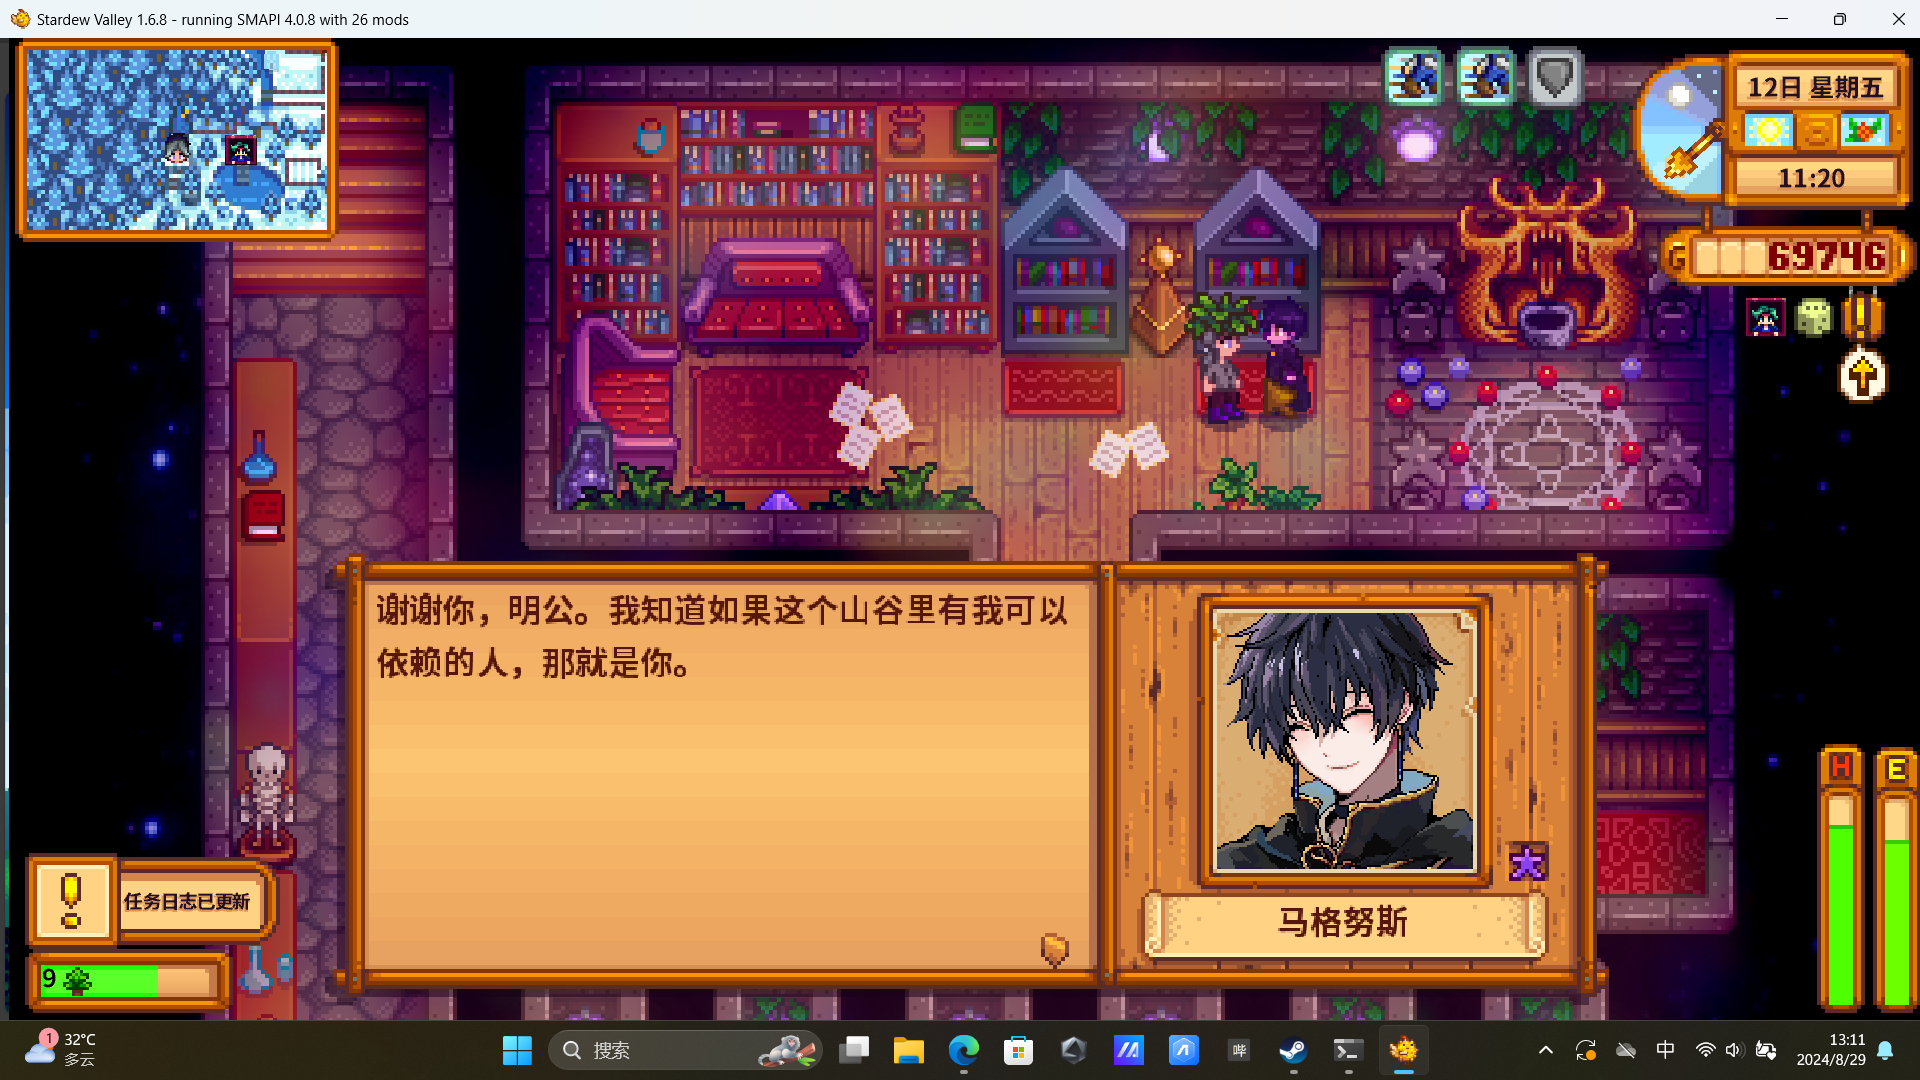 Stardew Valley 1.6.8 - running SMAPI 4.0.8 with 26 mods
12日 星期五
11:20
69746
谢谢你，明公。我知道如果这个山谷里有我可以
依赖的人，那就是你。
马格努斯
任务日志已更新
9
H
E
1
32°C
多云
搜索
哔
中
13:11
2024/8/29